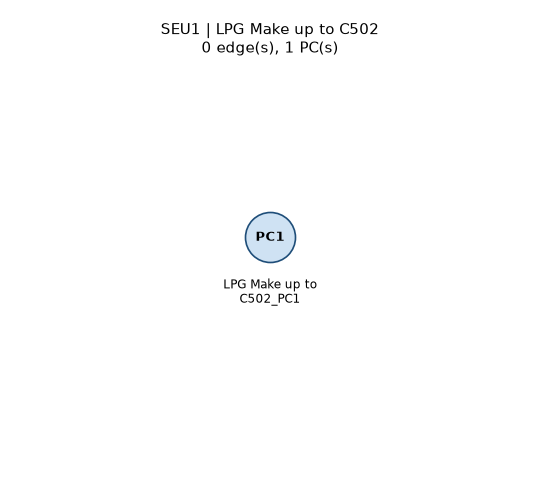 SEU1 | LPG Make up to C502
0 edge(s), 1 PC(s)
PC1
LPG Make up to
C502_PC1